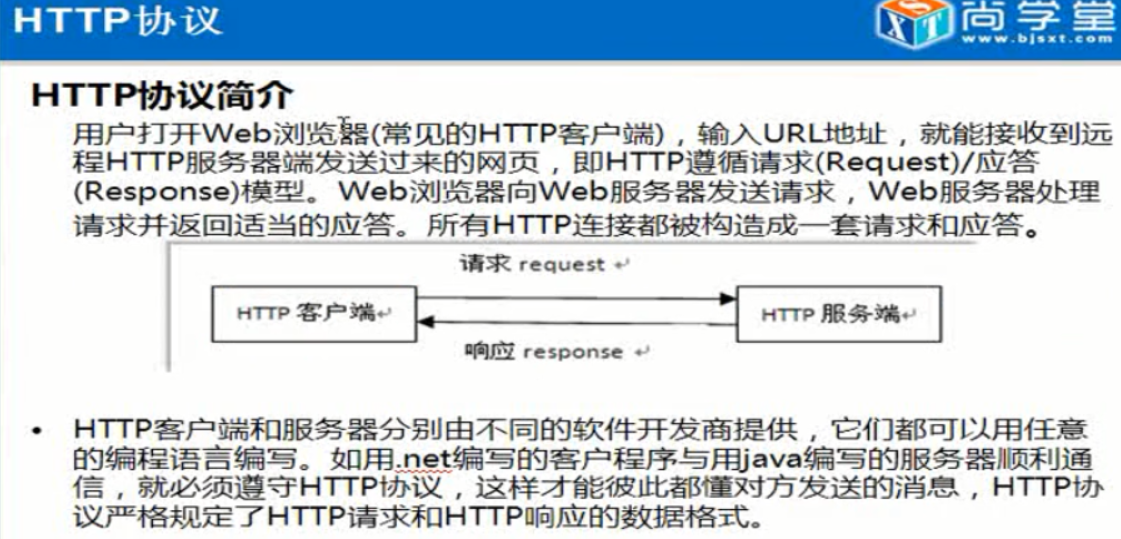 HTTP协议
SXT 尚学堂
www.bjsxt.com
HTTP协议简介
用户打开Web浏览器(常见的HTTP客户端)，输入URL地址，就能接收到远
程HTTP服务器端发送过来的网页，即HTTP遵循请求(Request)/应答
(Response)模型。Web浏览器向Web服务器发送请求，Web服务器处理
请求并返回适当的应答。所有HTTP连接都被构造成一套请求和应答。
请求 request ↵
HTTP 客户端↵
HTTP 服务端↵
响应 response ↵
• HTTP客户端和服务器分别由不同的软件开发商提供，它们都可以用任意
的编程语言编写。如用.net编写的客户程序与用java编写的服务器顺利通
信，就必须遵守HTTP协议，这样才能彼此都懂对方发送的消息，HTTP协
议严格规定了HTTP请求和HTTP响应的数据格式。